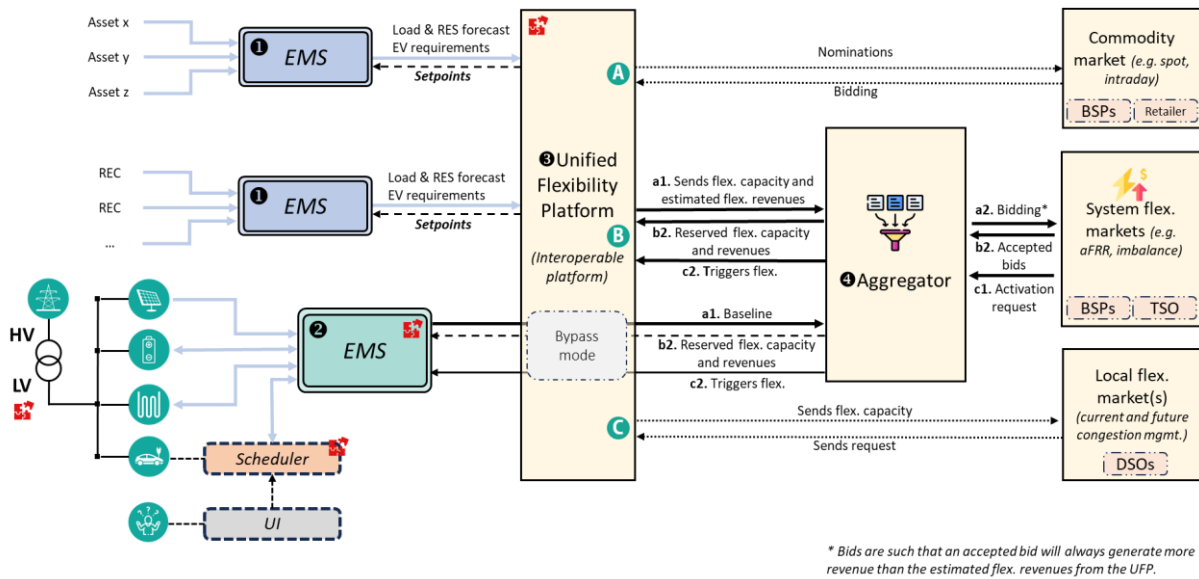 Asset x
Asset y
Asset z
❶
EMS
Load & RES forecast
EV requirements
Setpoints
REC
REC
...
❶
EMS
Load & RES forecast
EV requirements
Setpoints
HV
LV
❷
EMS
Scheduler
UI
❸Unified
Flexibility
Platform
(Interoperable
platform)
Bypass
mode
A
Nominations
Bidding
B
a1. Sends flex. capacity and
estimated flex. revenues
b2. Reserved flex. capacity
and revenues
c2. Triggers flex.
a1. Baseline
b2. Reserved flex. capacity
and revenues
c2. Triggers flex.
C
Sends flex. capacity
Sends request
❹Aggregator
a2. Bidding*
b2. Accepted
bids
c1. Activation
request
Commodity
market (e.g. spot,
intraday)
BSPs
Retailer
$
System flex.
markets (e.g.
aFRR, imbalance)
BSPs
TSO
Local flex.
market(s)
(current and future
congestion mgmt.)
DSOs
* Bids are such that an accepted bid will always generate more
revenue than the estimated flex. revenues from the UFP.